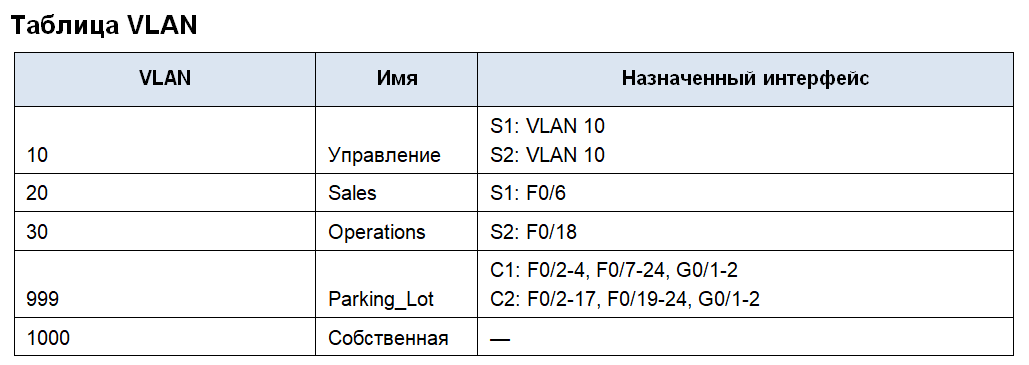 Таблица VLAN
VLAN Имя Назначенный интерфейс
S1: VLAN 10
10 Управление S2: VLAN 10
20 Sales S1: F0/6
30 Operations S2: F0/18
C1: F0/2-4, F0/7-24, G0/1-2
999 Parking_Lot C2: F0/2-17, F0/19-24, G0/1-2
1000 Собственная —